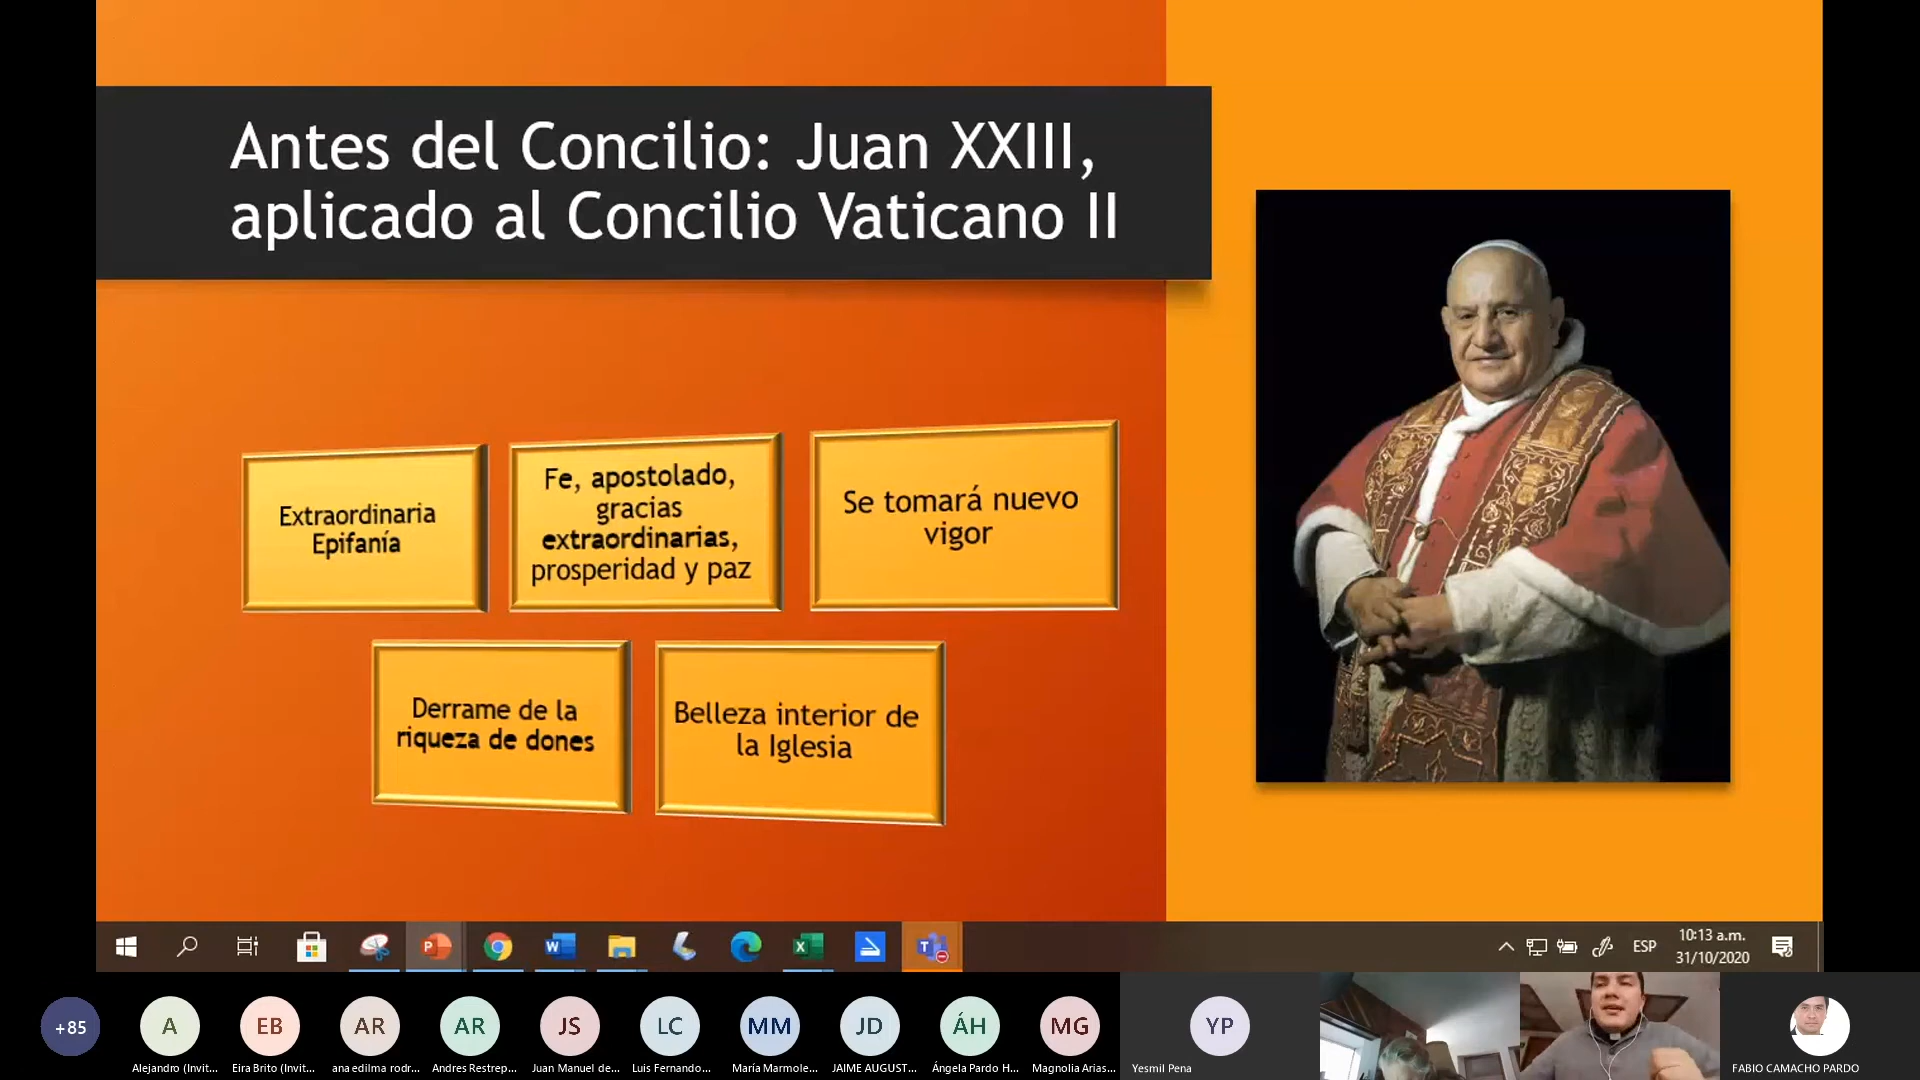 Antes del Concilio: Juan XXIII,
aplicado al Concilio Vaticano II
Extraordinaria
Epifanía
Fe, apostolado,
gracias
extraordinarias,
prosperidad y paz
Se tomará nuevo
vigor
Derrame de la
riqueza de dones
Belleza interior de
la Iglesia
ESP
10:13 a.m.
31/10/2020
+85
A
EB
AR
AR
JS
LC
MM
JD
ÁH
MG
YP
Alejandro (Invit...
Eira Brito (Invit...
ana edilma rodr...
Andres Restrep...
Juan Manuel de...
Luis Fernando...
María Marmole...
JAIME AUGUST...
Ángela Pardo H...
Magnolia Arias...
Yesmil Pena
FABIO CAMACHO PARDO